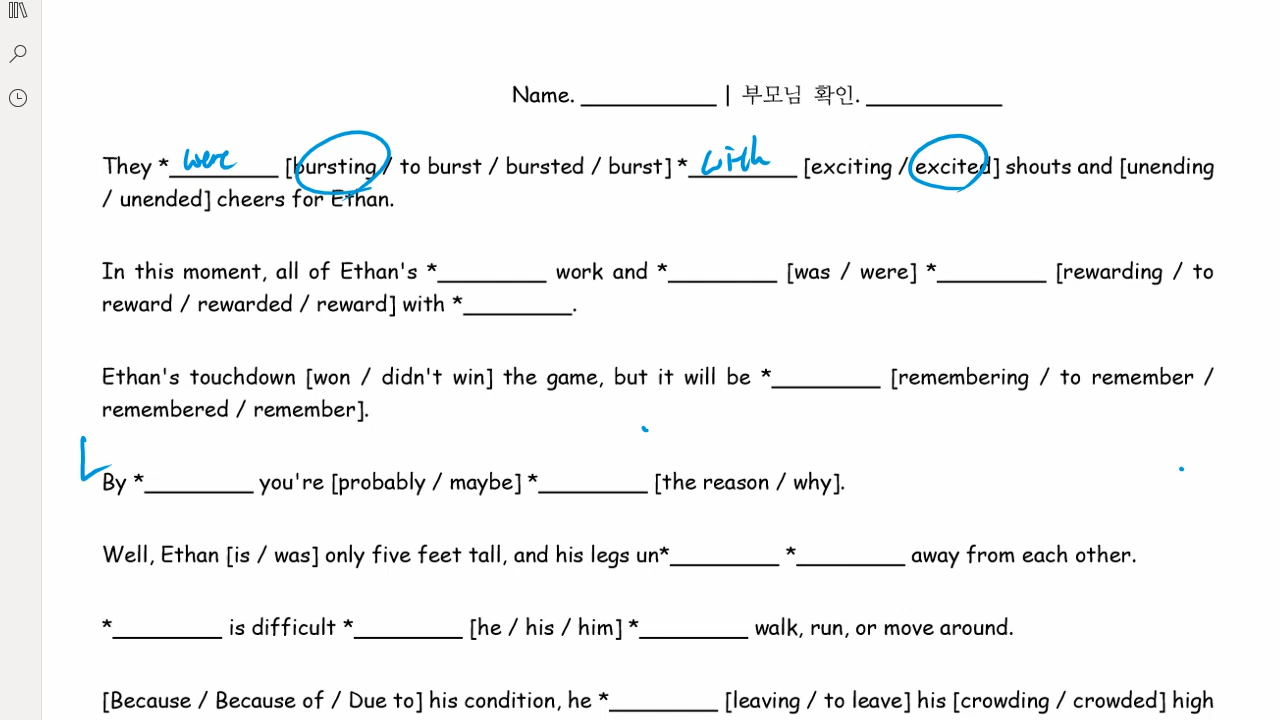 Name. __________ | 부모님 확인. __________
They * were [bursting / to burst / bursted / burst] * with [exciting / excited] shouts and [unending
/ unended] cheers for Ethan.
In this moment, all of Ethan's *________ work and *________ [was / were] *________ [rewarding / to
reward / rewarded / reward] with *________.
Ethan's touchdown [won / didn't win] the game, but it will be *________ [remembering / to remember /
remembered / remember].
By *________ you're [probably / maybe] *________ [the reason / why].
Well, Ethan [is / was] only five feet tall, and his legs un*________ *________ away from each other.
*________ is difficult *________ [he / his / him] *________ walk, run, or move around.
[Because / Because of / Due to] his condition, he *________ [leaving / to leave] his [crowding / crowded] high